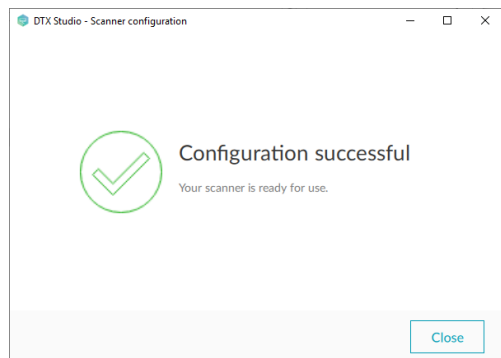 DTX Studio - Scanner configuration
Configuration successful
Your scanner is ready for use.
Close